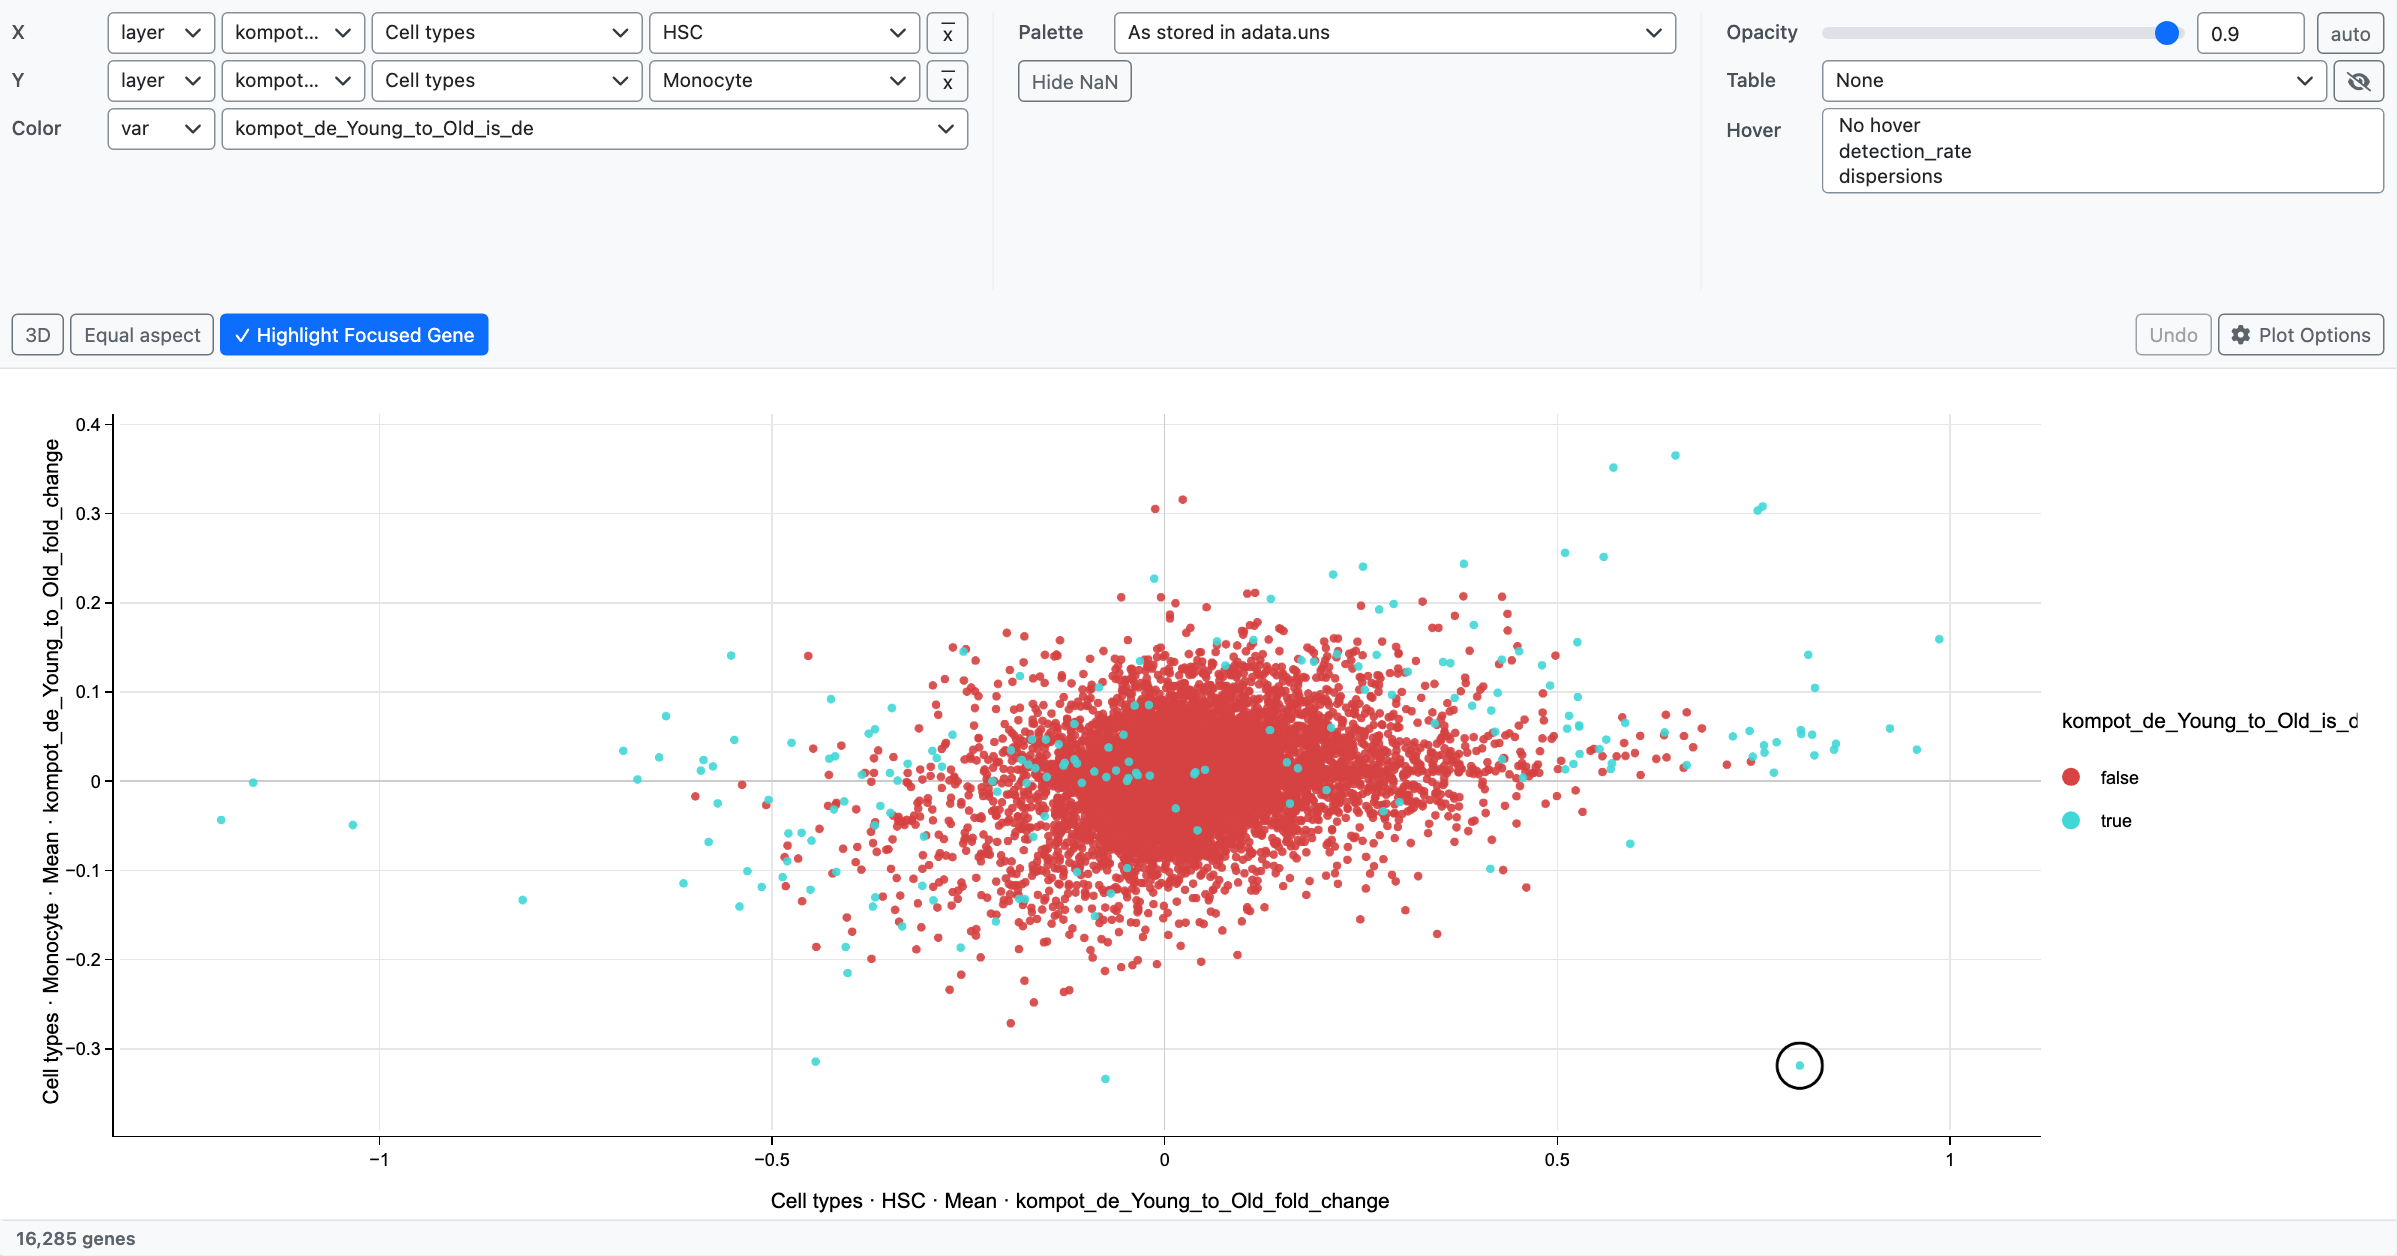 X layer kompot... Cell types HSC x
Y layer kompot... Cell types Monocyte x
Color var kompot_de_Young_to_Old_is_de
Palette As stored in adata.uns
Hide NaN
Opacity 0.9 auto
Table None
Hover No hover
detection_rate
dispersions
3D Equal aspect ✓ Highlight Focused Gene Undo Plot Options
Cell types · Monocyte · Mean · kompot_de_Young_to_Old_fold_change
0.4
0.3
0.2
0.1
0
−0.1
−0.2
−0.3
−1 −0.5 0 0.5 1
Cell types · HSC · Mean · kompot_de_Young_to_Old_fold_change
kompot_de_Young_to_Old_is_d
false
true
16,285 genes